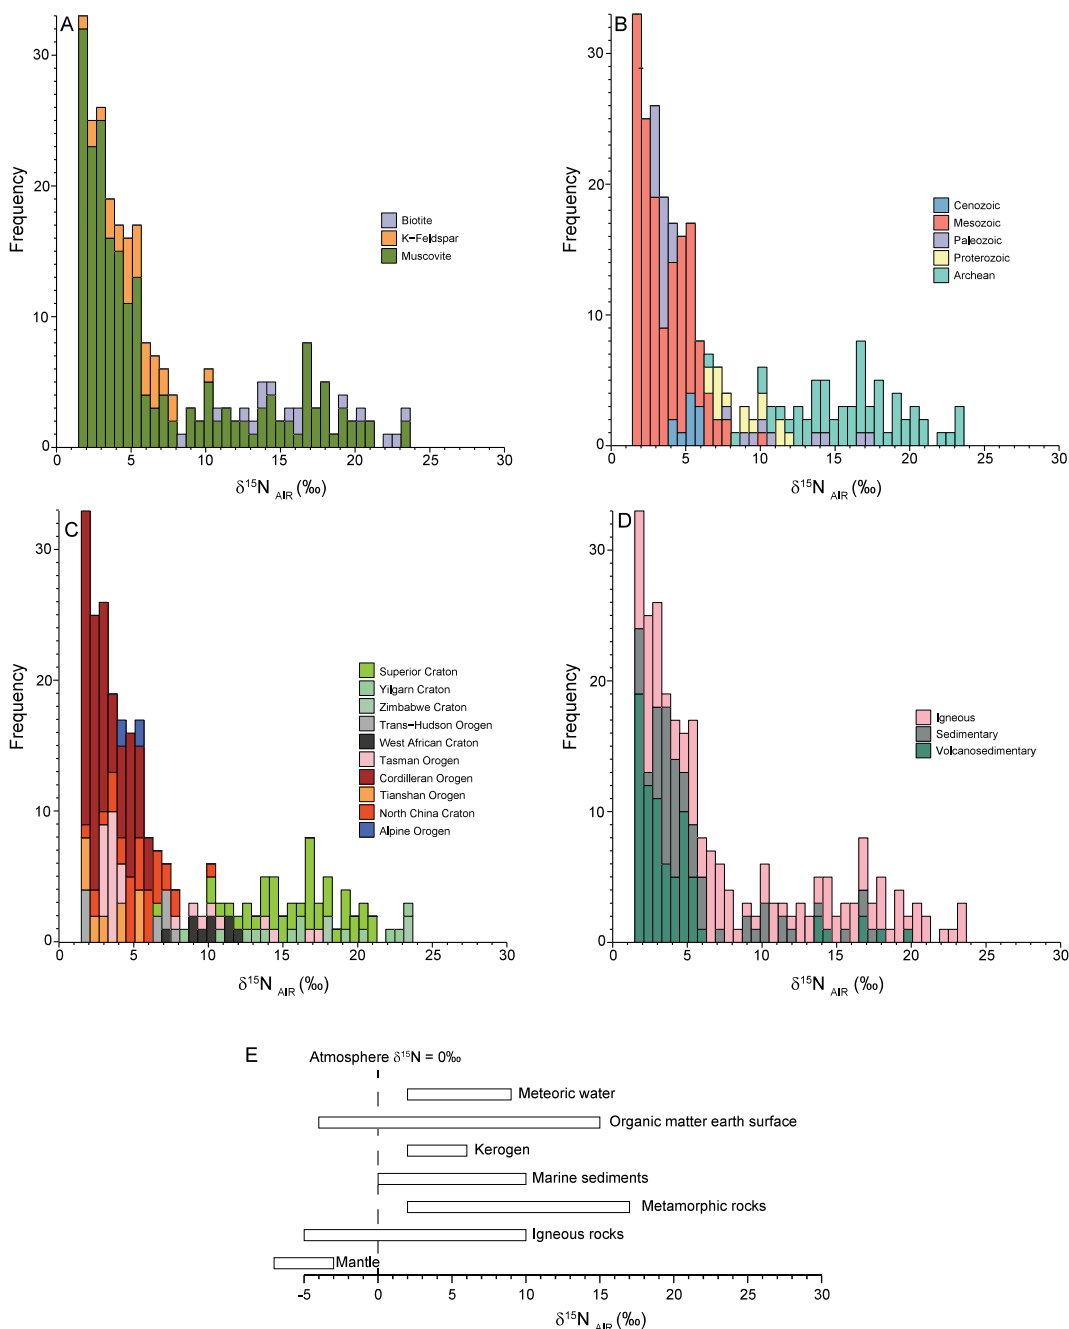 A
30
20
10
0
Frequency
Biotite
K−Feldspar
Muscovite
0 5 10 15 20 25 30
δ¹⁵N AIR (‰)
B
30
20
10
0
Frequency
Cenozoic
Mesozoic
Paleozoic
Proterozoic
Archean
0 5 10 15 20 25 30
δ¹⁵N AIR (‰)
C
30
20
10
0
Frequency
Superior Craton
Yilgarn Craton
Zimbabwe Craton
Trans−Hudson Orogen
West African Craton
Tasman Orogen
Cordilleran Orogen
Tianshan Orogen
North China Craton
Alpine Orogen
0 5 10 15 20 25 30
δ¹⁵N AIR (‰)
D
30
20
10
0
Frequency
Igneous
Sedimentary
Volcanosedimentary
0 5 10 15 20 25 30
δ¹⁵N AIR (‰)
E
Atmosphere δ¹⁵N = 0‰
Meteoric water
Organic matter earth surface
Kerogen
Marine sediments
Metamorphic rocks
Igneous rocks
Mantle
-5 0 5 10 15 20 25 30
δ¹⁵N AIR (‰)